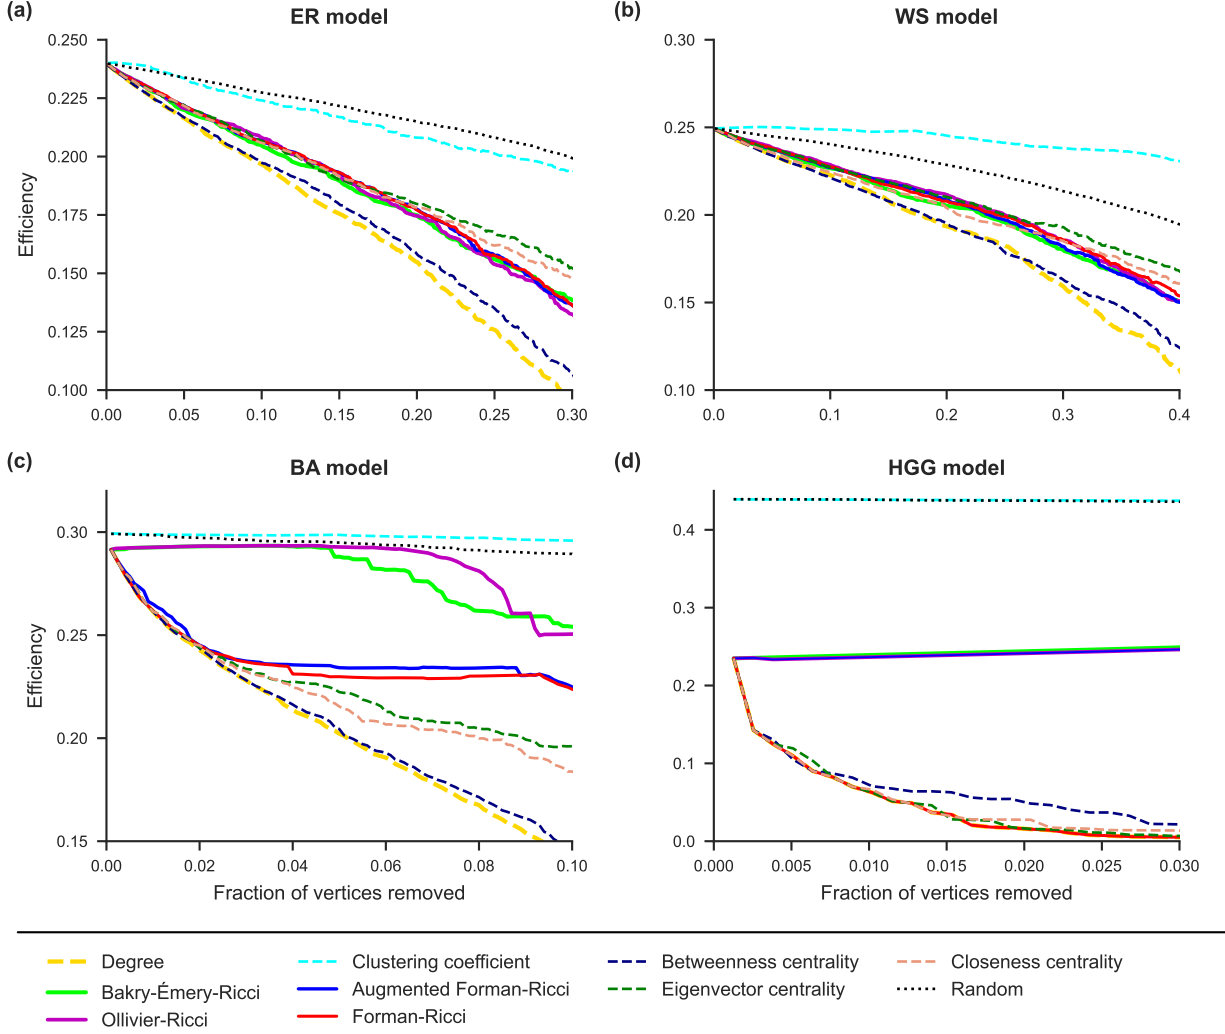 (a)
ER model
0.250
0.225
0.200
0.175
0.150
0.125
0.100
Efficiency
0.00 0.05 0.10 0.15 0.20 0.25 0.30
(b)
WS model
0.30
0.25
0.20
0.15
0.10
0.0 0.1 0.2 0.3 0.4
(c)
BA model
0.30
0.25
0.20
0.15
Efficiency
0.00 0.02 0.04 0.06 0.08 0.10
Fraction of vertices removed
(d)
HGG model
0.4
0.3
0.2
0.1
0.0
0.000 0.005 0.010 0.015 0.020 0.025 0.030
Fraction of vertices removed
Degree Clustering coefficient Betweenness centrality Closeness centrality
Bakry-Émery-Ricci Augmented Forman-Ricci Eigenvector centrality Random
Ollivier-Ricci Forman-Ricci